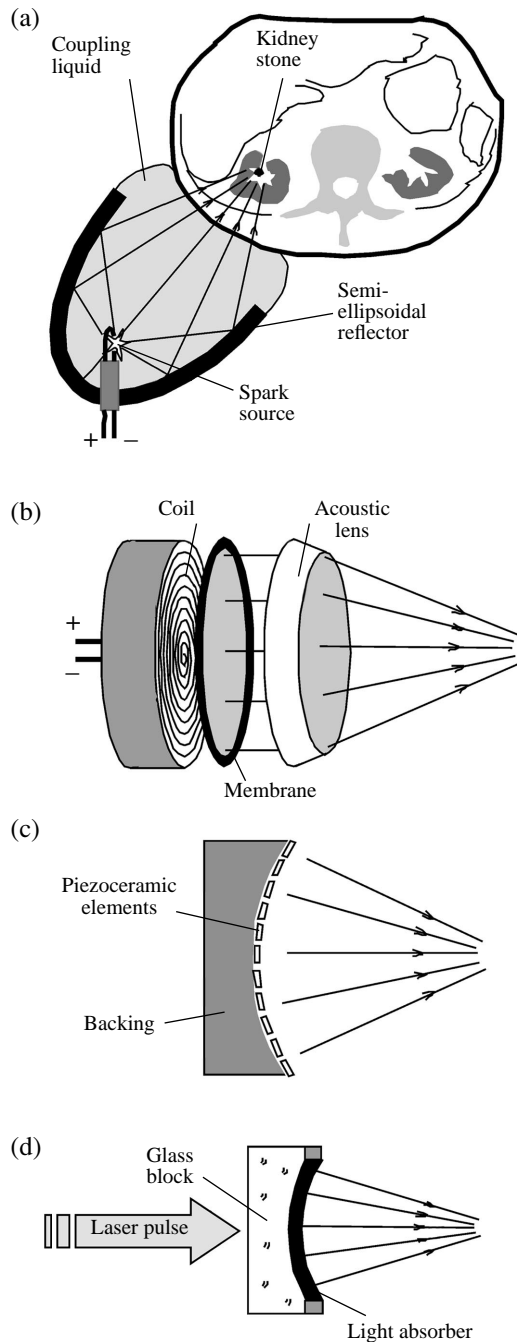 (a)
Coupling
liquid
Kidney
stone
Semi-
ellipsoidal
reflector
Spark
source
+ −
(b)
Coil
Acoustic
lens
+
−
Membrane
(c)
Piezoceramic
elements
Backing
(d)
Glass
block
Laser pulse
Light absorber